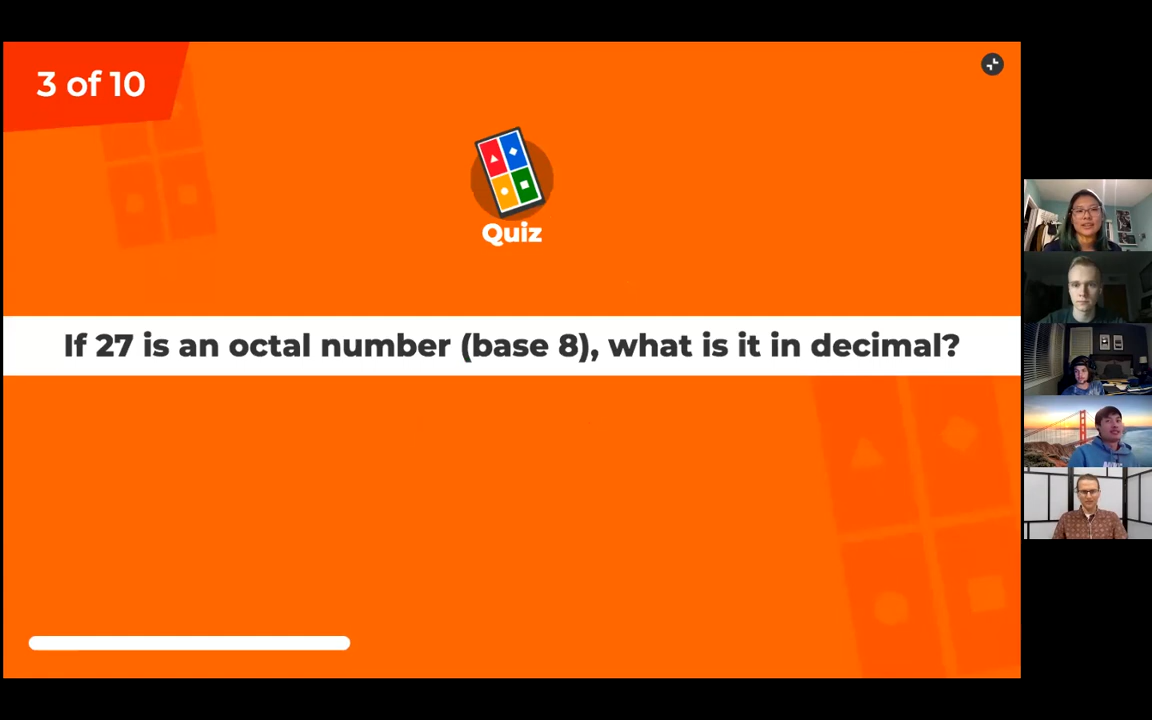 3 of 10
Quiz
If 27 is an octal number (base 8), what is it in decimal?